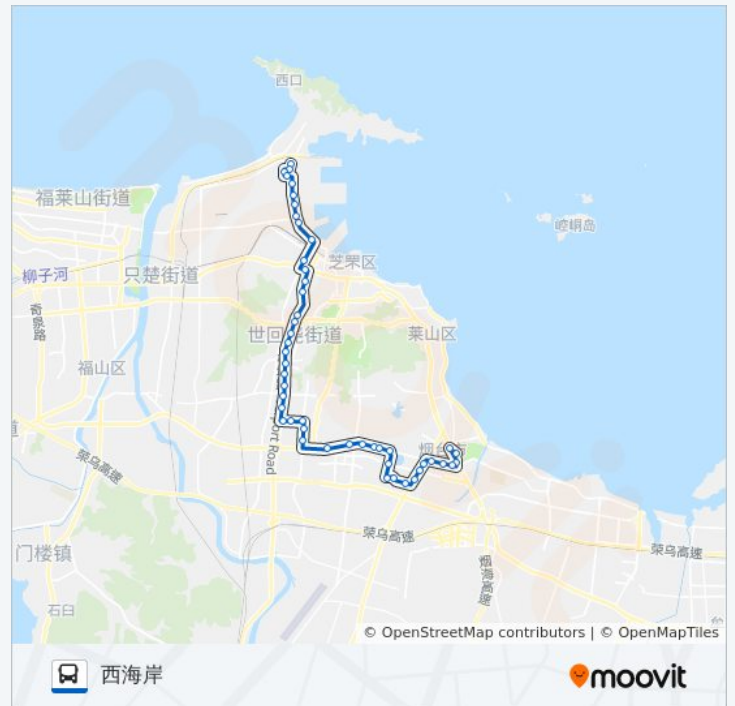 西口
福莱山街道
崆峒岛
芝罘区
柳子河
只楚街道
奇泉路
世回尧街道
莱山区
福山区
道
Port Road
烟台市
荣乌高速
荣乌高速
荣乌高速
门楼镇
石臼
© OpenStreetMap contributors | © OpenMapTiles
西海岸
moovit